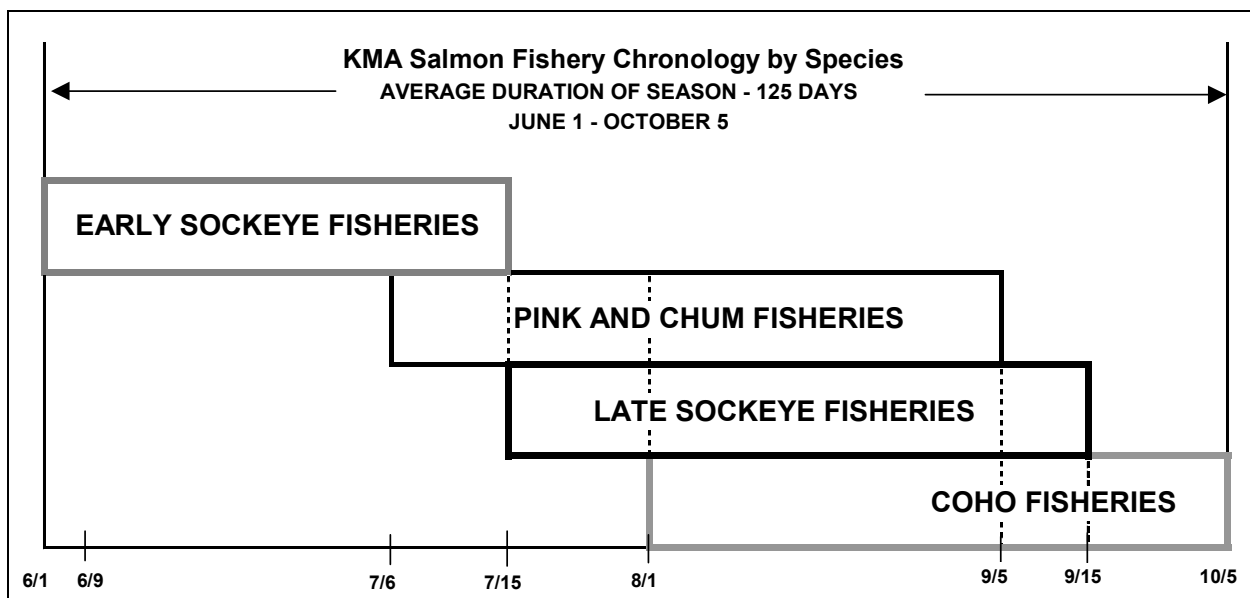 KMA Salmon Fishery Chronology by Species
AVERAGE DURATION OF SEASON - 125 DAYS
JUNE 1 - OCTOBER 5
EARLY SOCKEYE FISHERIES
PINK AND CHUM FISHERIES
LATE SOCKEYE FISHERIES
COHO FISHERIES
6/1 6/9 7/6 7/15 8/1 9/5 9/15 10/5